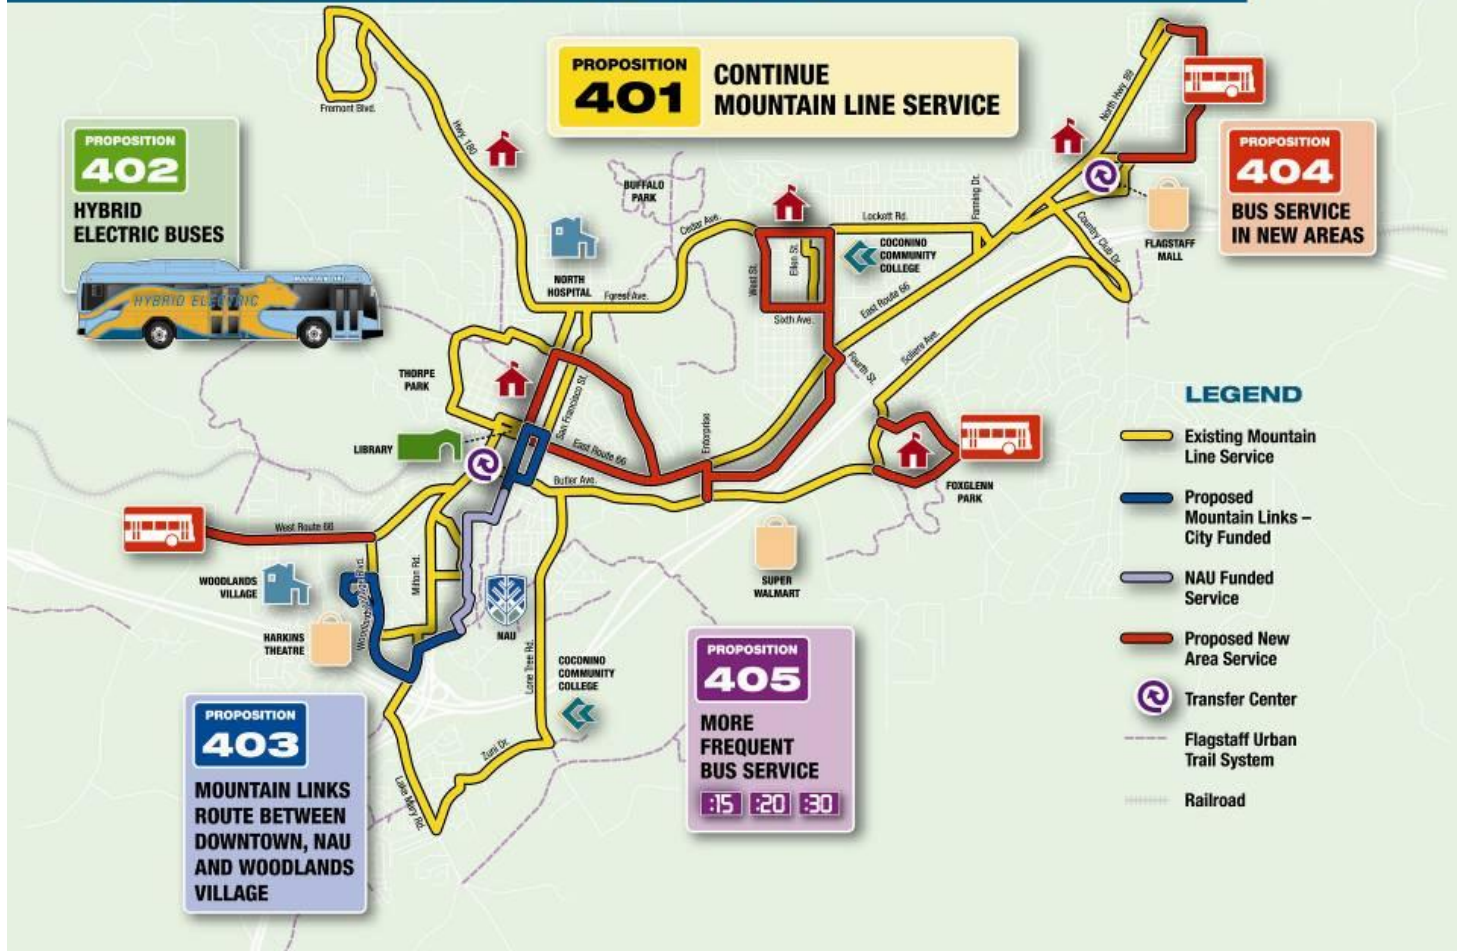 Fremont Blvd.
Hwy. 180
PROPOSITION
401
CONTINUE
MOUNTAIN LINE SERVICE
North Hwy. 89
PROPOSITION
402
HYBRID
ELECTRIC BUSES
HYBRID ELECTRIC
PROPOSITION
404
BUS SERVICE
IN NEW AREAS
BUFFALO
PARK
NORTH
HOSPITAL
Cedar Ave.
Forest Ave.
Lockett Rd.
Fanning Dr.
West St.
Ellen St.
Sixth Ave.
COCONINO
COMMUNITY
COLLEGE
East Route 66
Country Club Dr.
FLAGSTAFF
MALL
Soliere Ave.
Fourth St.
THORPE
PARK
San Francisco St.
LIBRARY
East Route 66
Enterprise
Butler Ave.
FOXGLENN
PARK
West Route 66
WOODLANDS
VILLAGE
Milton Rd.
HARKINS
THEATRE
NAU
SUPER
WALMART
Lone Tree Rd.
COCONINO
COMMUNITY
COLLEGE
Zuni Dr.
Lake Mary Rd.
PROPOSITION
403
MOUNTAIN LINKS
ROUTE BETWEEN
DOWNTOWN, NAU
AND WOODLANDS
VILLAGE
PROPOSITION
405
MORE
FREQUENT
BUS SERVICE
:15 :20 :30
LEGEND
Existing Mountain
Line Service
Proposed
Mountain Links –
City Funded
NAU Funded
Service
Proposed New
Area Service
Transfer Center
Flagstaff Urban
Trail System
Railroad